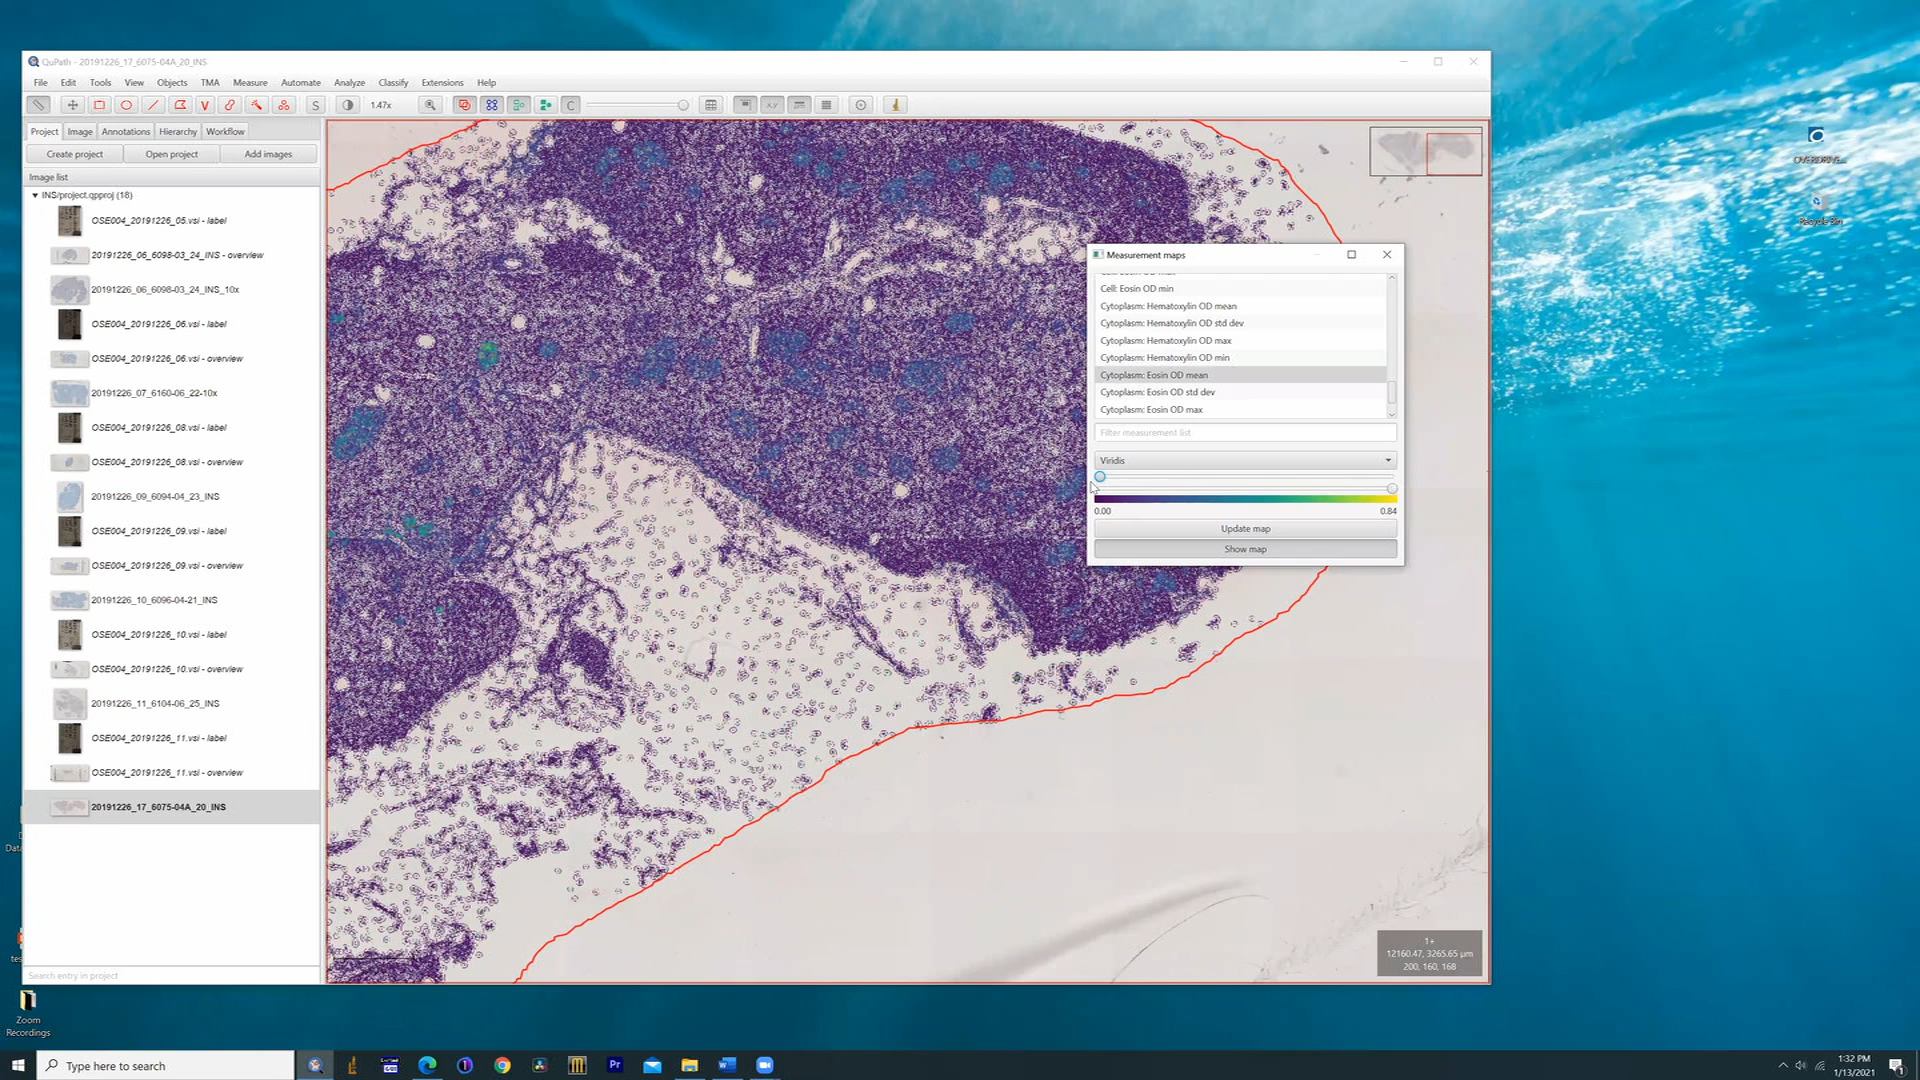 QuPath - 20191226_17_6075-04A_20_INS
File Edit Tools View Objects TMA Measure Automate Analyze Classify Extensions Help
S 1.47x C
Project Image Annotations Hierarchy Workflow
Create project Open project Add images
Image list
INS/project.qpproj (18)
OSE004_20191226_05.vsi - label
20191226_06_6098-03_24_INS - overview
20191226_06_6098-03_24_INS_10x
OSE004_20191226_06.vsi - label
OSE004_20191226_06.vsi - overview
20191226_07_6160-06_22-10x
OSE004_20191226_08.vsi - label
OSE004_20191226_08.vsi - overview
20191226_09_6094-04_23_INS
OSE004_20191226_09.vsi - label
OSE004_20191226_09.vsi - overview
20191226_10_6096-04-21_INS
OSE004_20191226_10.vsi - label
OSE004_20191226_10.vsi - overview
20191226_11_6104-06_25_INS
OSE004_20191226_11.vsi - label
OSE004_20191226_11.vsi - overview
20191226_17_6075-04A_20_INS
Search entry in project
Measurement maps
Cell: Eosin OD min
Cytoplasm: Hematoxylin OD mean
Cytoplasm: Hematoxylin OD std dev
Cytoplasm: Hematoxylin OD max
Cytoplasm: Hematoxylin OD min
Cytoplasm: Eosin OD mean
Cytoplasm: Eosin OD std dev
Cytoplasm: Eosin OD max
Filter measurement list
Viridis
0.00 0.84
Update map
Show map
1+
12160.47, 3265.65 µm
200, 160, 168
Recycle Bin
Zoom
Recordings
Type here to search
Pr
1:32 PM
1/13/2021